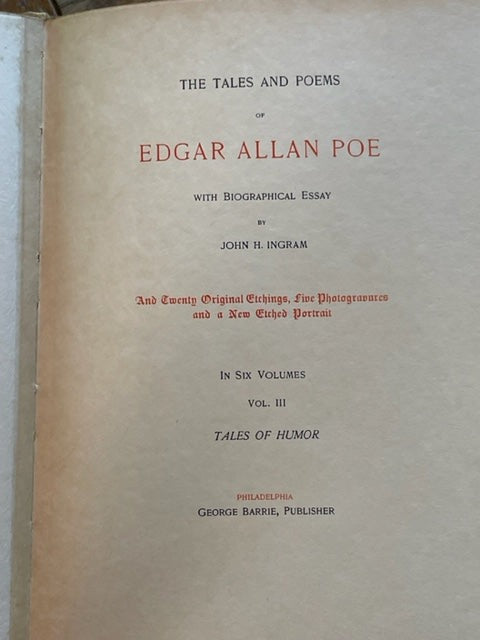 THE TALES AND POEMS
OF
EDGAR ALLAN POE
WITH BIOGRAPHICAL ESSAY
BY
JOHN H. INGRAM
And Twenty Original Etchings, Five Photogravures
and a New Etched Portrait
IN SIX VOLUMES
VOL. III
TALES OF HUMOR
PHILADELPHIA
GEORGE BARRIE, PUBLISHER